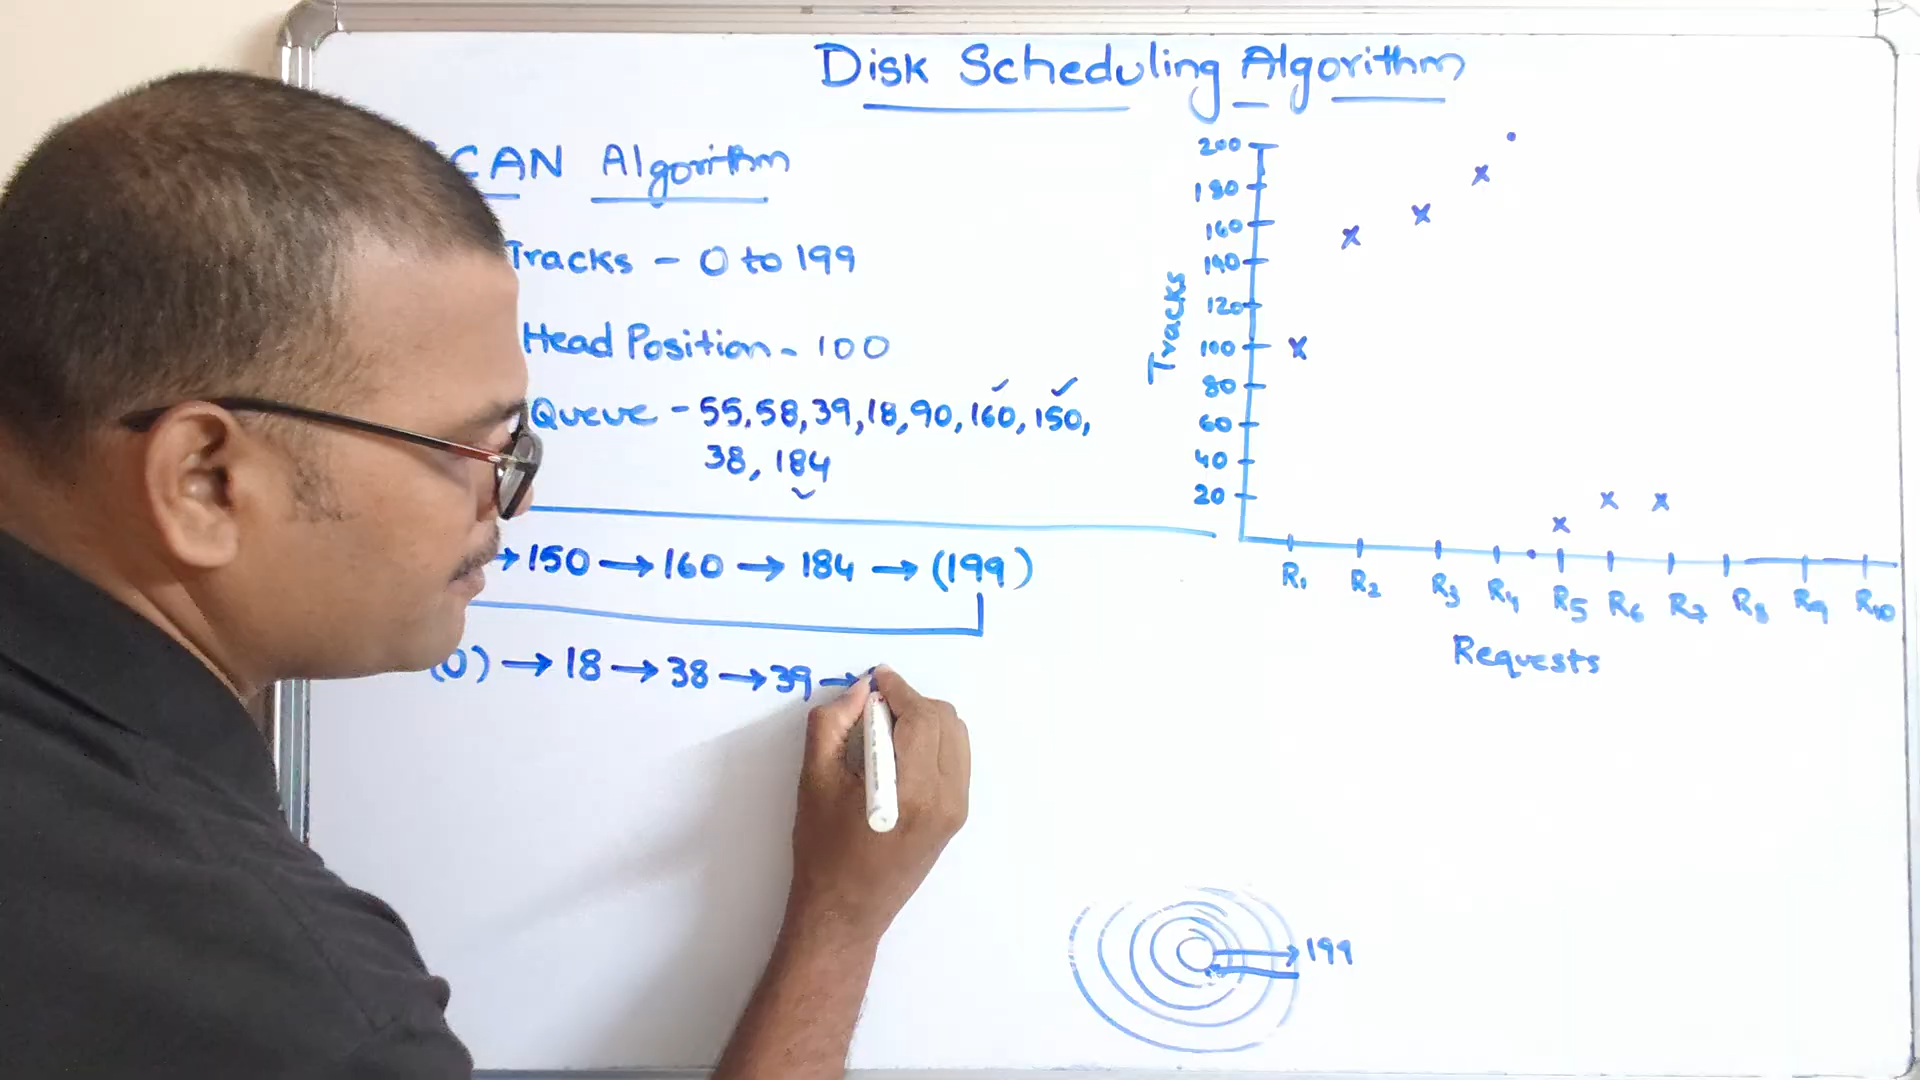 Disk Scheduling Algorithm
CAN Algorithm
Tracks - 0 to 199
Head Position - 100
Queue - 55,58,39,18,90,160,150,
38, 184
→150→160→184→(199)
(0)→18→38→39→
200
180
160
140
120
100
80
60
40
20
Tracks
R1 R2 R3 R4 R5 R6 R7 R8 R9 R10
Requests
199